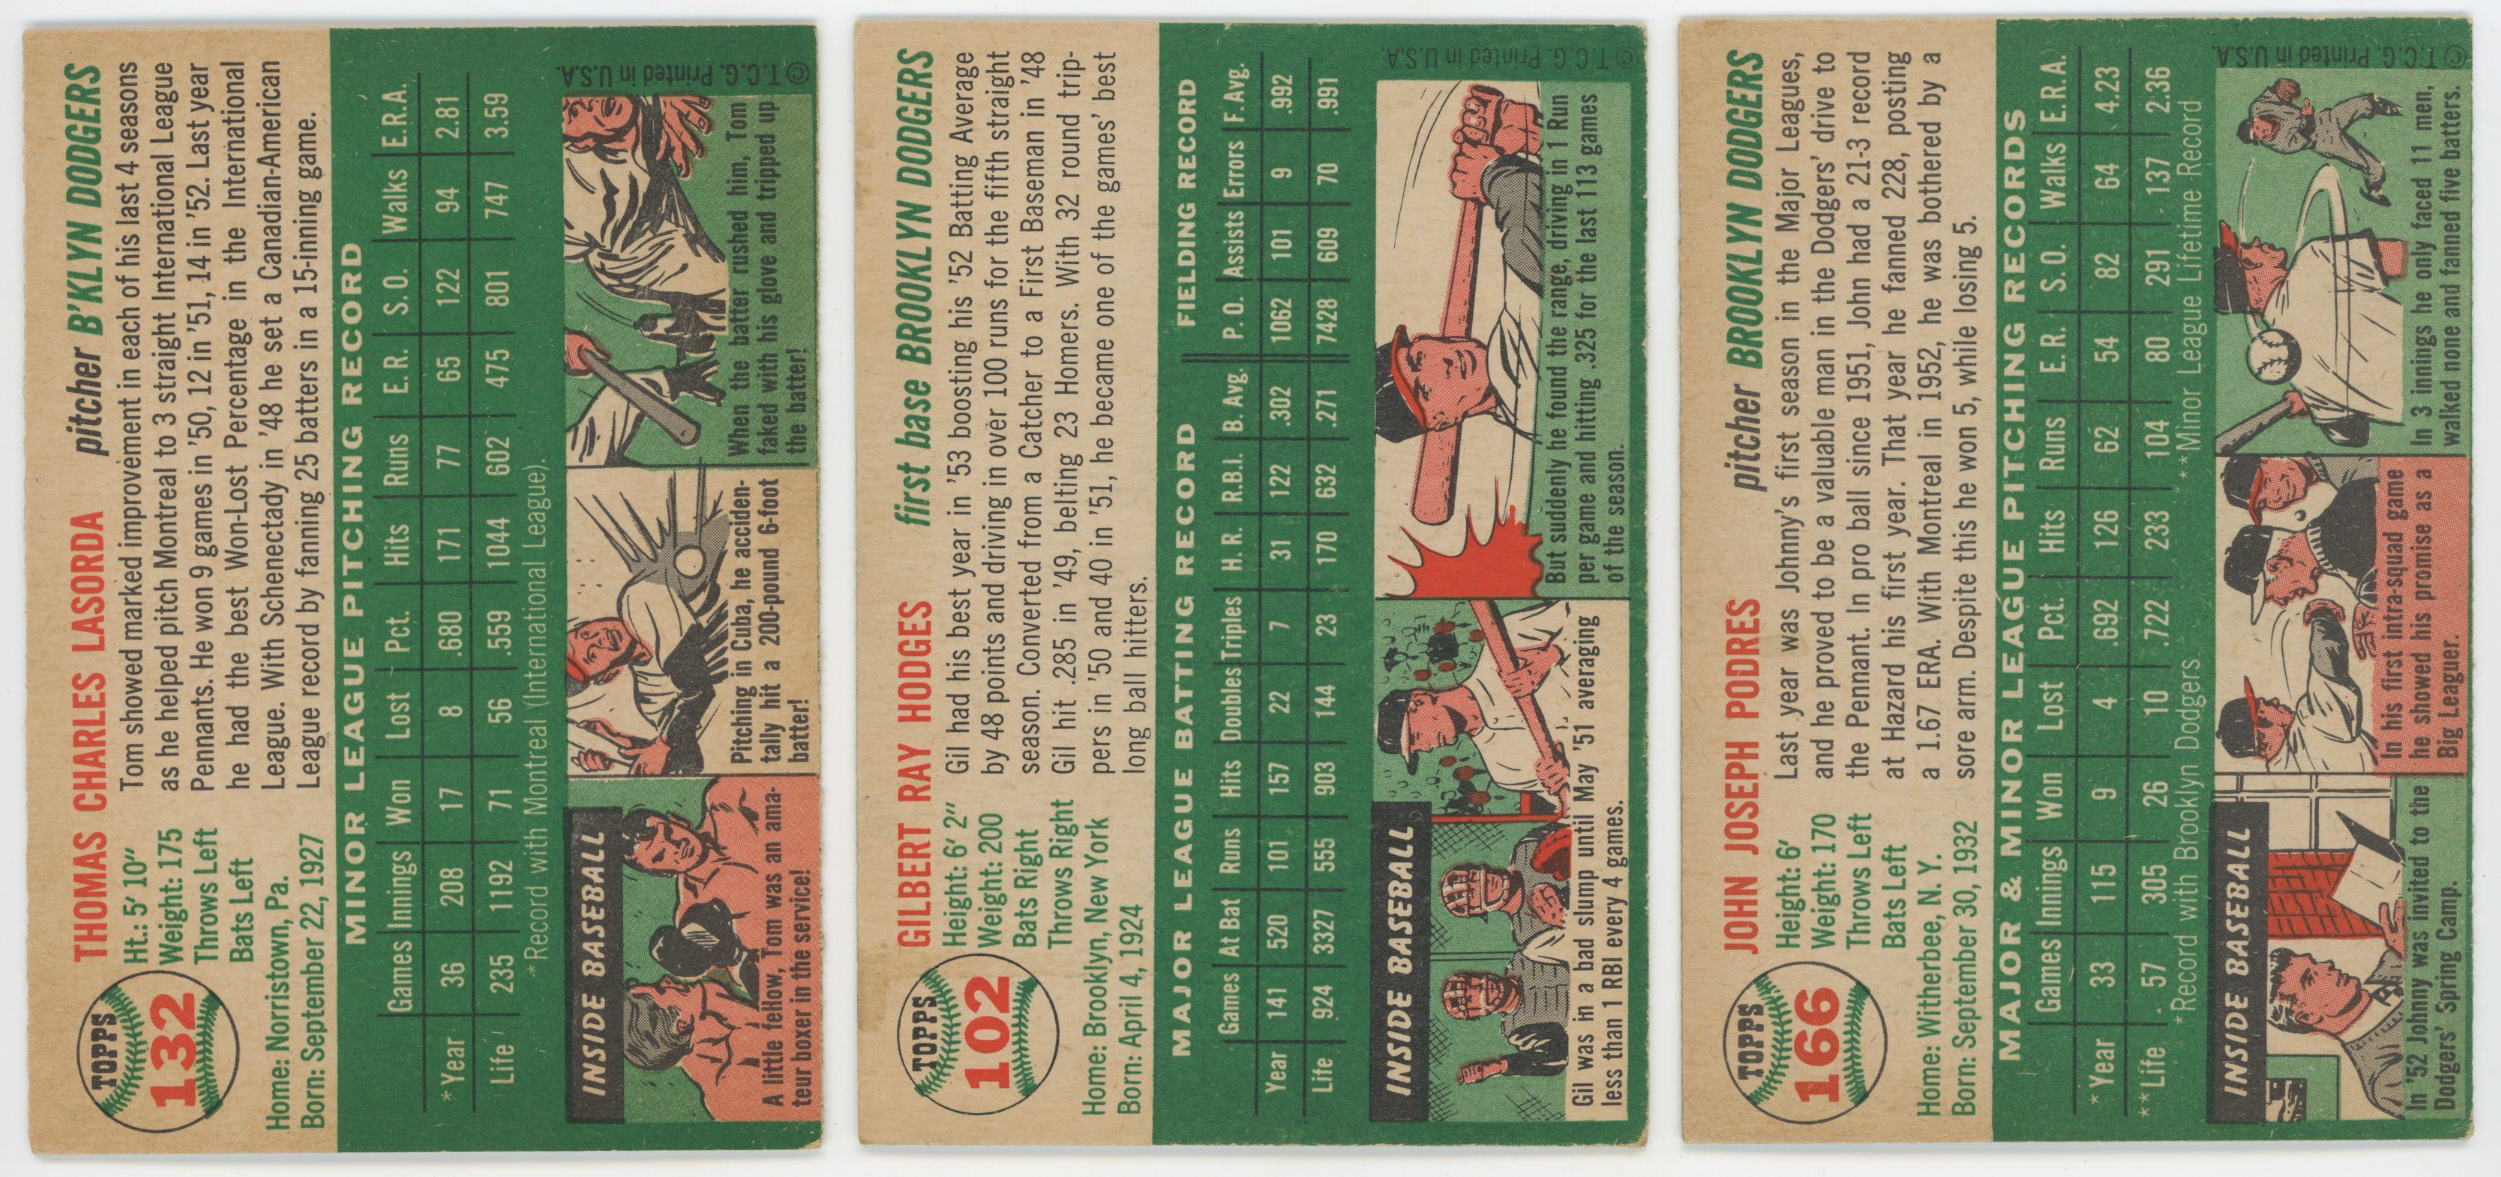 TOPPS
132
THOMAS CHARLES LASORDA
pitcher B'KLYN DODGERS
Ht.: 5' 10"
Weight: 175
Throws Left
Bats Left
Home: Norristown, Pa.
Born: September 22, 1927
Tom showed marked improvement in each of his last 4 seasons
as he helped pitch Montreal to 3 straight International League
Pennants. He won 9 games in '50, 12 in '51, 14 in '52. Last year
he had the best Won-Lost Percentage in the International
League. With Schenectady in '48 he set a Canadian-American
League record by fanning 25 batters in a 15-inning game.
MINOR LEAGUE PITCHING RECORD
Games Innings Won Lost Pct. Hits Runs E.R. S.O. Walks E.R.A.
*Year 36 208 17 8 .680 171 77 65 122 94 2.81
Life 235 1192 71 56 .559 1044 602 475 801 747 3.59
*Record with Montreal (International League).
INSIDE BASEBALL
A little fellow, Tom was an ama-
teur boxer in the service!
Pitching in Cuba, he acciden-
tally hit a 200-pound 6-foot
batter!
When the batter rushed him, Tom
faked with his glove and tripped up
the batter!
© T.C.G. Printed in U.S.A.
TOPPS
102
GILBERT RAY HODGES
first base BROOKLYN DODGERS
Height: 6' 2"
Weight: 200
Bats Right
Throws Right
Home: Brooklyn, New York
Born: April 4, 1924
Gil had his best year in '53 boosting his '52 Batting Average
by 48 points and driving in over 100 runs for the fifth straight
season. Converted from a Catcher to a First Baseman in '48
Gil hit .285 in '49, belting 23 Homers. With 32 round trip-
pers in '50 and 40 in '51, he became one of the games' best
long ball hitters.
MAJOR LEAGUE BATTING RECORD FIELDING RECORD
Games At Bat Runs Hits Doubles Triples H. R. R.B.I. B. Avg. P. O. Assists Errors F. Avg.
Year 141 520 101 157 22 7 31 122 .302 1062 101 9 .992
Life 924 3327 555 903 144 23 170 632 .271 7428 609 70 .991
INSIDE BASEBALL
Gil was in a bad slump until May '51 averaging
less than 1 RBI every 4 games.
But suddenly he found the range, driving in 1 Run
per game and hitting .325 for the last 113 games
of the season.
© T.C.G. Printed in U.S.A.
TOPPS
166
JOHN JOSEPH PODRES
pitcher BROOKLYN DODGERS
Height: 6'
Weight: 170
Throws Left
Bats Left
Home: Witherbee, N. Y.
Born: September 30, 1932
Last year was Johnny's first season in the Major Leagues,
and he proved to be a valuable man in the Dodgers' drive to
the Pennant. In pro ball since 1951, John had a 21-3 record
at Hazard his first year. That year he fanned 228, posting
a 1.67 ERA. With Montreal in 1952, he was bothered by a
sore arm. Despite this he won 5, while losing 5.
MAJOR & MINOR LEAGUE PITCHING RECORDS
Games Innings Won Lost Pct. Hits Runs E.R. S.O. Walks E.R.A.
*Year 33 115 9 4 .692 126 62 54 82 64 4.23
**Life 57 305 26 10 .722 233 104 80 291 137 2.36
*Record with Brooklyn Dodgers **Minor League Lifetime Record
INSIDE BASEBALL
In '52 Johnny was invited to the
Dodgers' Spring Camp.
In his first intra-squad game
he showed his promise as a
Big Leaguer.
In 3 innings he only faced 11 men,
walked none and fanned five batters.
© T.C.G. Printed in U.S.A.